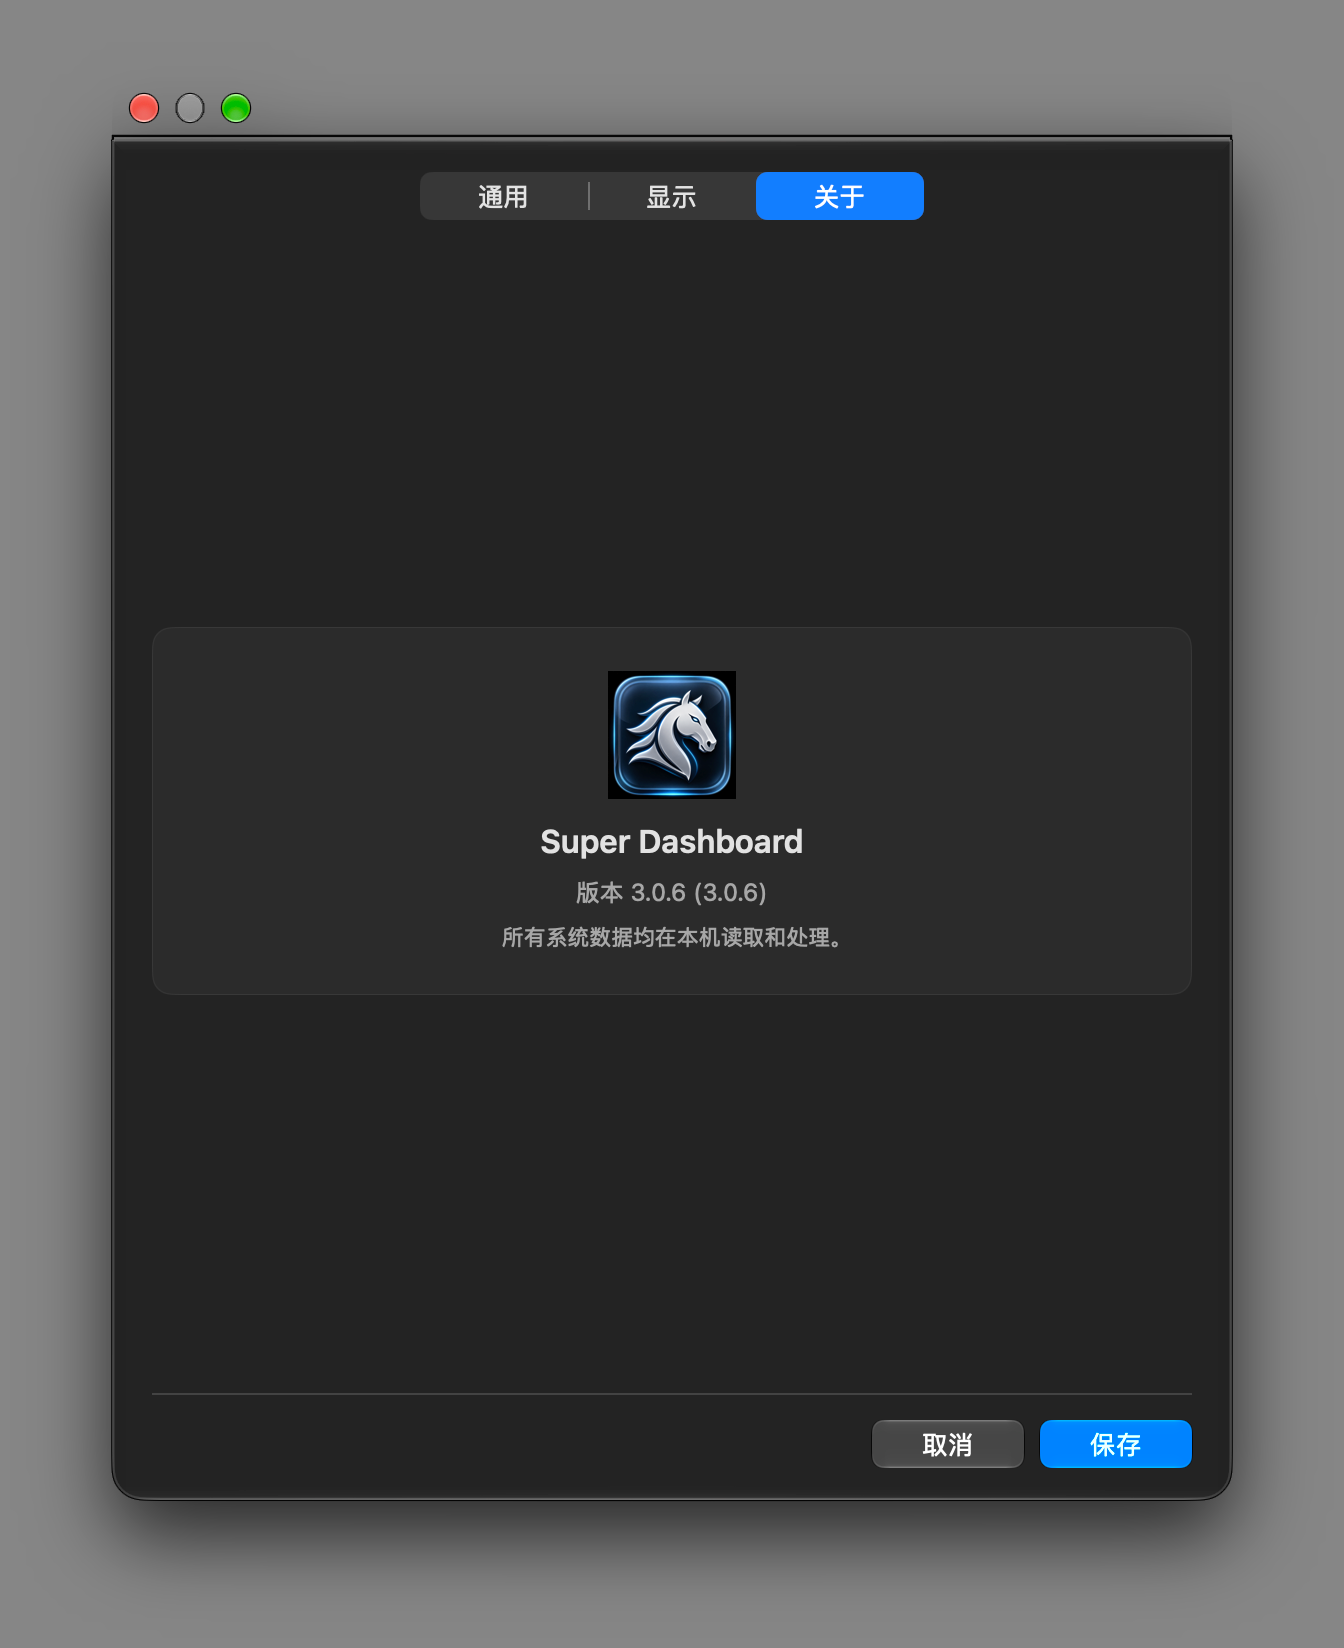 通用 显示 关于
Super Dashboard
版本 3.0.6 (3.0.6)
所有系统数据均在本机读取和处理。
取消 保存